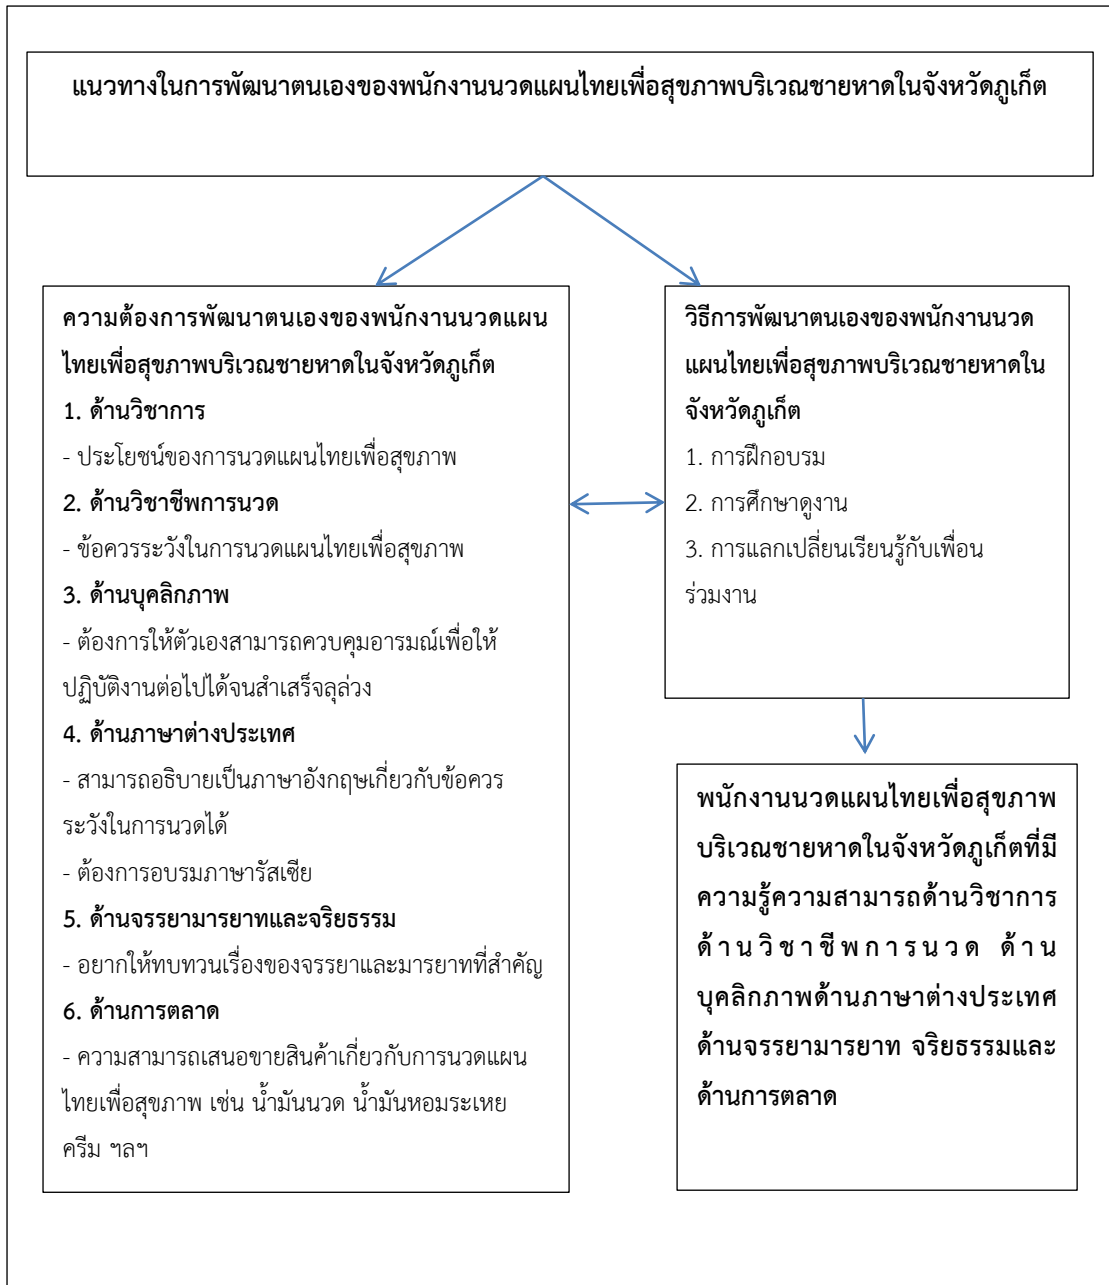 แนวทางในการพัฒนาตนเองของพนักงานนวดแผนไทยเพื่อสุขภาพบริเวณชายหาดในจังหวัดภูเก็ต
ความต้องการพัฒนาตนเองของพนักงานนวดแผน
ไทยเพื่อสุขภาพบริเวณชายหาดในจังหวัดภูเก็ต
1. ด้านวิชาการ
- ประโยชน์ของการนวดแผนไทยเพื่อสุขภาพ
2. ด้านวิชาชีพการนวด
- ข้อควรระวังในการนวดแผนไทยเพื่อสุขภาพ
3. ด้านบุคลิกภาพ
- ต้องการให้ตัวเองสามารถควบคุมอารมณ์เพื่อให้
ปฏิบัติงานต่อไปได้จนสำเสร็จลุล่วง
4. ด้านภาษาต่างประเทศ
- สามารถอธิบายเป็นภาษาอังกฤษเกี่ยวกับข้อควร
ระวังในการนวดได้
- ต้องการอบรมภาษารัสเซีย
5. ด้านจรรยามารยาทและจริยธรรม
- อยากให้ทบทวนเรื่องของจรรยาและมารยาทที่สำคัญ
6. ด้านการตลาด
- ความสามารถเสนอขายสินค้าเกี่ยวกับการนวดแผน
ไทยเพื่อสุขภาพ เช่น น้ำมันนวด น้ำมันหอมระเหย
ครีม ฯลฯ
วิธีการพัฒนาตนเองของพนักงานนวด
แผนไทยเพื่อสุขภาพบริเวณชายหาดใน
จังหวัดภูเก็ต
1. การฝึกอบรม
2. การศึกษาดูงาน
3. การแลกเปลี่ยนเรียนรู้กับเพื่อน
ร่วมงาน
พนักงานนวดแผนไทยเพื่อสุขภาพ
บริเวณชายหาดในจังหวัดภูเก็ตที่มี
ความรู้ความสามารถด้านวิชาการ
ด้านวิชาชีพการนวด ด้าน
บุคลิกภาพด้านภาษาต่างประเทศ
ด้านจรรยามารยาท จริยธรรมและ
ด้านการตลาด